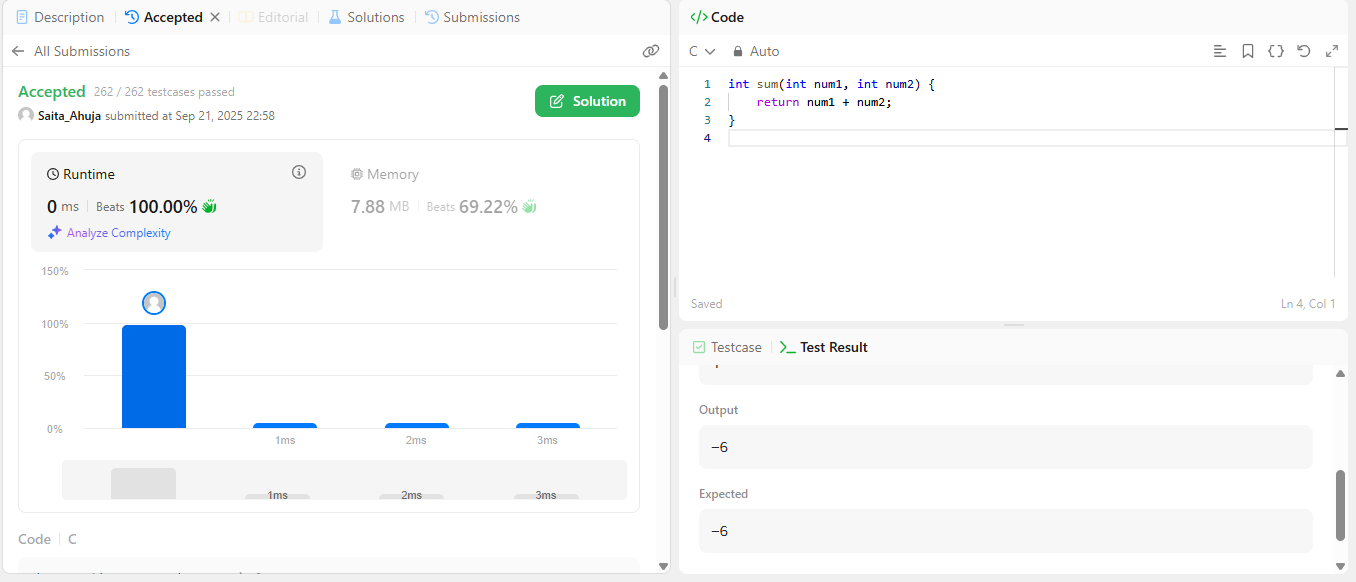 Description
Accepted
Editorial
Solutions
Submissions
All Submissions
Accepted 262 / 262 testcases passed
Saita_Ahuja submitted at Sep 21, 2025 22:58
Solution
Runtime
0 ms Beats 100.00%
Analyze Complexity
Memory
7.88 MB Beats 69.22%
150%
100%
50%
0%
1ms 2ms 3ms
1ms 2ms 3ms
Code C
</> Code
C Auto
1 int sum(int num1, int num2) {
2 return num1 + num2;
3 }
4
Saved
Ln 4, Col 1
Testcase
Test Result
Output
-6
Expected
-6